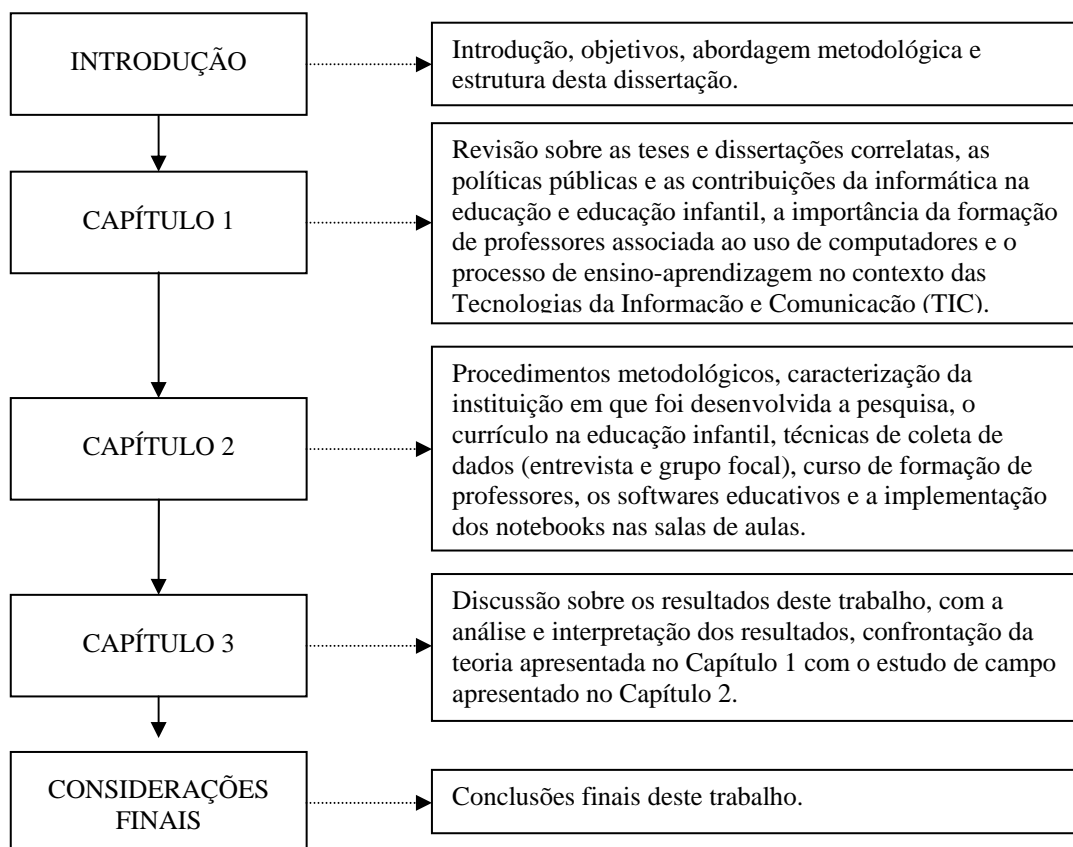 INTRODUÇÃO
Introdução, objetivos, abordagem metodológica e
estrutura desta dissertação.
CAPÍTULO 1
Revisão sobre as teses e dissertações correlatas, as
políticas públicas e as contribuições da informática na
educação e educação infantil, a importância da formação
de professores associada ao uso de computadores e o
processo de ensino-aprendizagem no contexto das
Tecnologias da Informação e Comunicação (TIC).
CAPÍTULO 2
Procedimentos metodológicos, caracterização da
instituição em que foi desenvolvida a pesquisa, o
currículo na educação infantil, técnicas de coleta de
dados (entrevista e grupo focal), curso de formação de
professores, os softwares educativos e a implementação
dos notebooks nas salas de aulas.
CAPÍTULO 3
Discussão sobre os resultados deste trabalho, com a
análise e interpretação dos resultados, confrontação da
teoria apresentada no Capítulo 1 com o estudo de campo
apresentado no Capítulo 2.
CONSIDERAÇÕES
FINAIS
Conclusões finais deste trabalho.